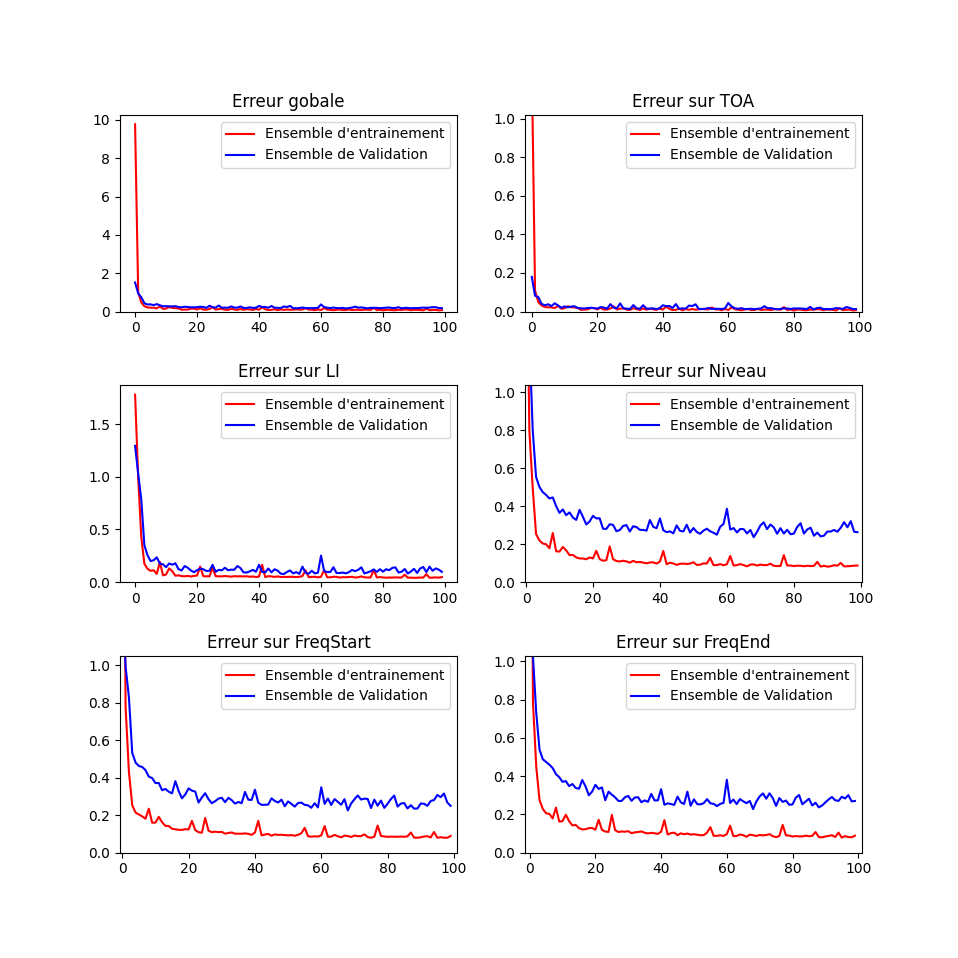 Erreur gobale
Ensemble d'entrainement
Ensemble de Validation
10
8
6
4
2
0
0 20 40 60 80 100
Erreur sur TOA
Ensemble d'entrainement
Ensemble de Validation
1.0
0.8
0.6
0.4
0.2
0.0
0 20 40 60 80 100
Erreur sur LI
Ensemble d'entrainement
Ensemble de Validation
1.5
1.0
0.5
0.0
0 20 40 60 80 100
Erreur sur Niveau
Ensemble d'entrainement
Ensemble de Validation
1.0
0.8
0.6
0.4
0.2
0.0
0 20 40 60 80 100
Erreur sur FreqStart
Ensemble d'entrainement
Ensemble de Validation
1.0
0.8
0.6
0.4
0.2
0.0
0 20 40 60 80 100
Erreur sur FreqEnd
Ensemble d'entrainement
Ensemble de Validation
1.0
0.8
0.6
0.4
0.2
0.0
0 20 40 60 80 100